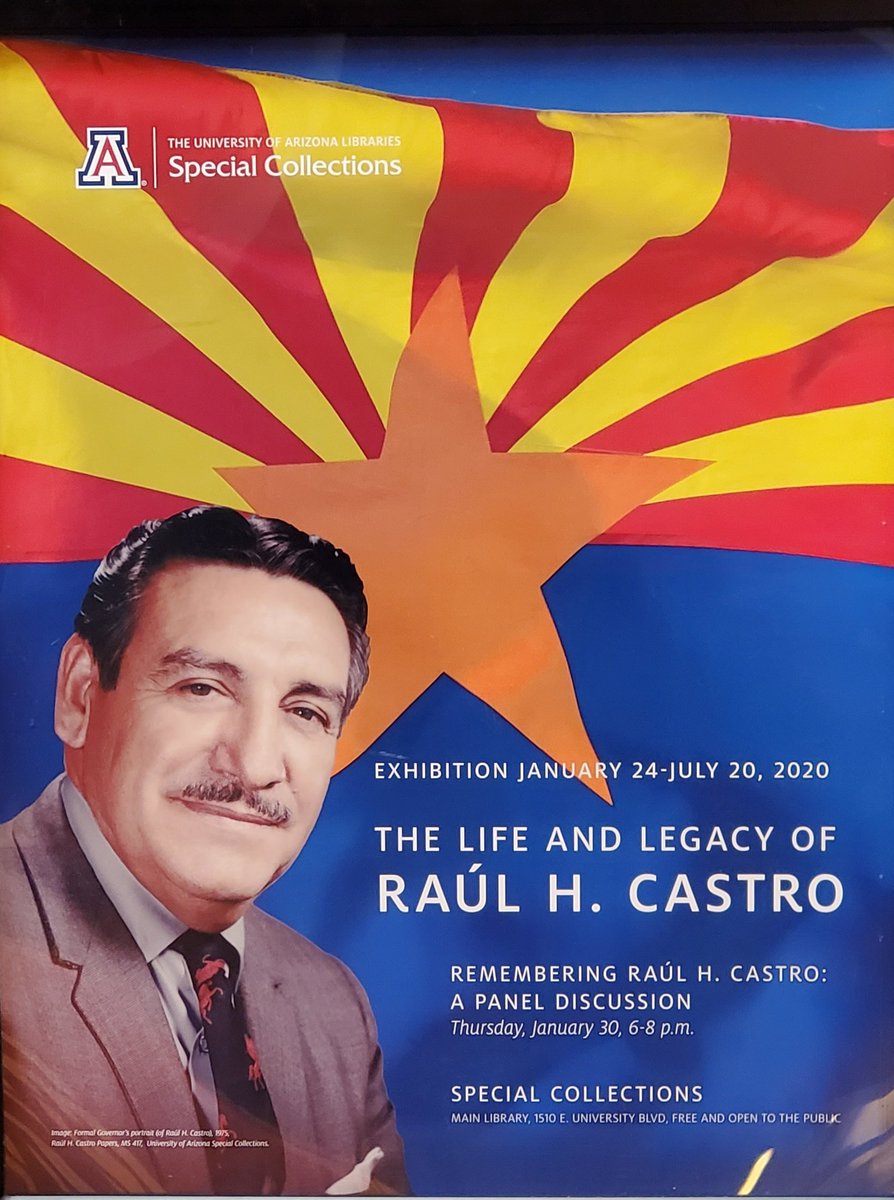 A
THE UNIVERSITY OF ARIZONA LIBRARIES
Special Collections
EXHIBITION JANUARY 24-JULY 20, 2020
THE LIFE AND LEGACY OF
RAÚL H. CASTRO
REMEMBERING RAÚL H. CASTRO:
A PANEL DISCUSSION
Thursday, January 30, 6-8 p.m.
SPECIAL COLLECTIONS
MAIN LIBRARY, 1510 E. UNIVERSITY BLVD, FREE AND OPEN TO THE PUBLIC
Image: Formal Governor's portrait (of Raúl H. Castro), 1975,
Raúl H. Castro Papers, MS 417, University of Arizona Special Collections.